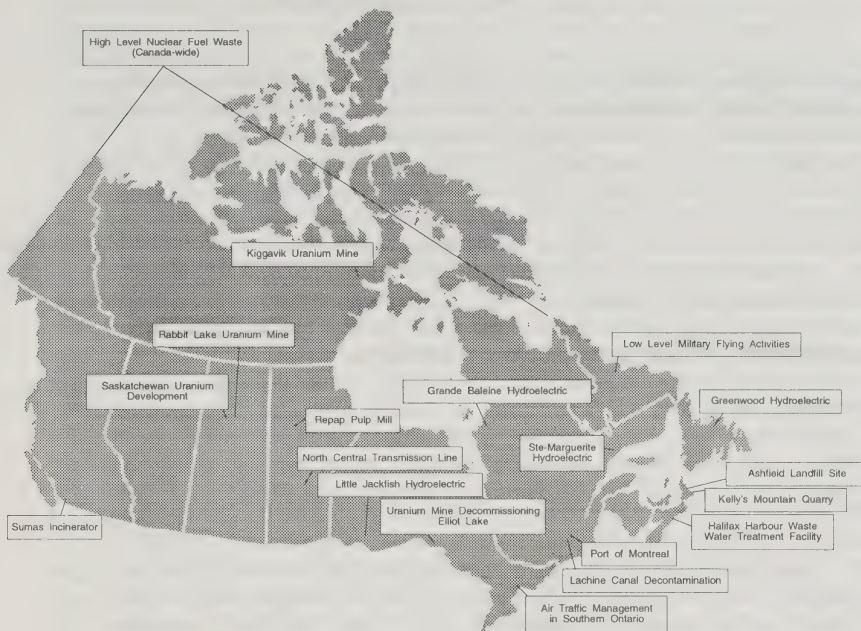 High Level Nuclear Fuel Waste
(Canada-wide)
Kiggavik Uranium Mine
Rabbit Lake Uranium Mine
Low Level Military Flying Activities
Saskatchewan Uranium
Development
Grande Baleine Hydroelectric
Greenwood Hydroelectric
Repap Pulp Mill
Ste-Marguerite
Hydroelectric
North Central Transmission Line
Ashfield Landfill Site
Little Jackfish Hydroelectric
Kelly's Mountain Quarry
Uranium Mine Decommissioning
Elliot Lake
Sumas Incinerator
Halifax Harbour Waste
Water Treatment Facility
Port of Montreal
Lachine Canal Decontamination
Air Traffic Management
in Southern Ontario